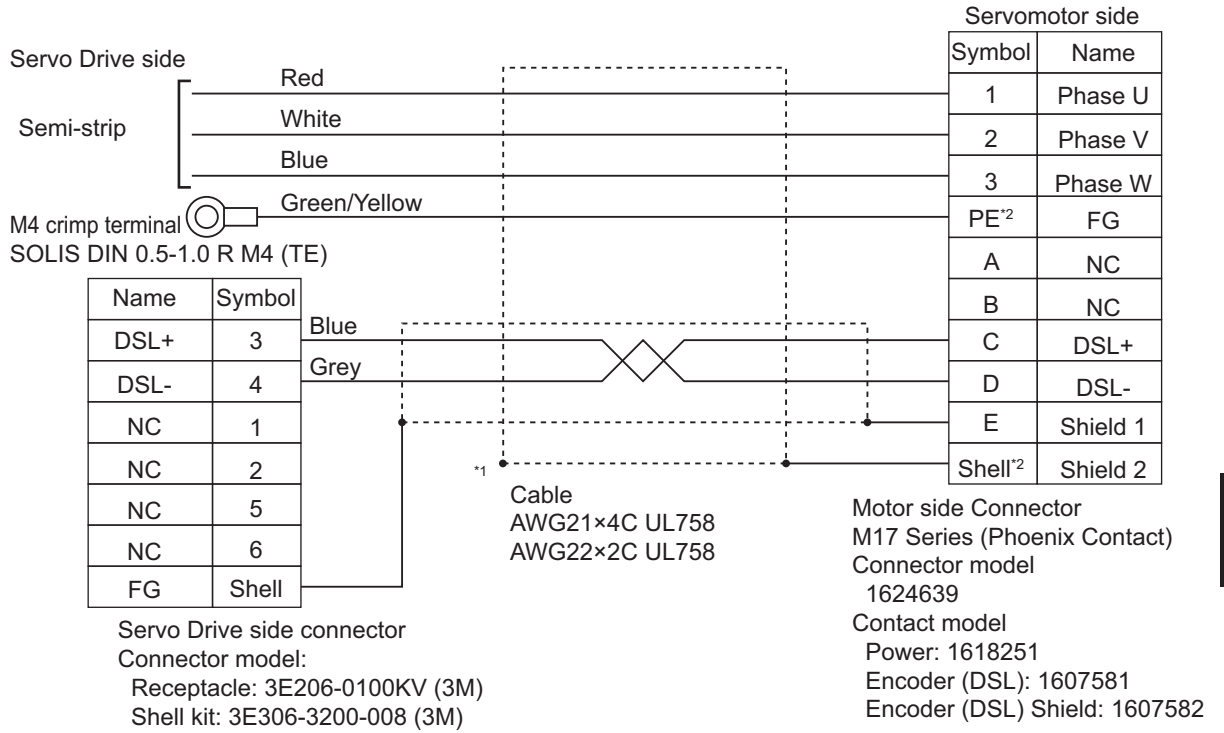 Servomotor side
Servo Drive side
Symbol Name
Red
1 Phase U
Semi-strip
White
2 Phase V
Blue
3 Phase W
Green/Yellow
M4 crimp terminal
SOLIS DIN 0.5-1.0 R M4 (TE)
PE*2 FG
A NC
B NC
Name Symbol
DSL+ 3
Blue
C DSL+
DSL- 4
Grey
D DSL-
NC 1
E Shield 1
NC 2
*1
Shell*2 Shield 2
NC 5
NC 6
FG Shell
Cable
AWG21×4C UL758
AWG22×2C UL758
Servo Drive side connector
Connector model:
Receptacle: 3E206-0100KV (3M)
Shell kit: 3E306-3200-008 (3M)
Motor side Connector
M17 Series (Phoenix Contact)
Connector model
1624639
Contact model
Power: 1618251
Encoder (DSL): 1607581
Encoder (DSL) Shield: 1607582